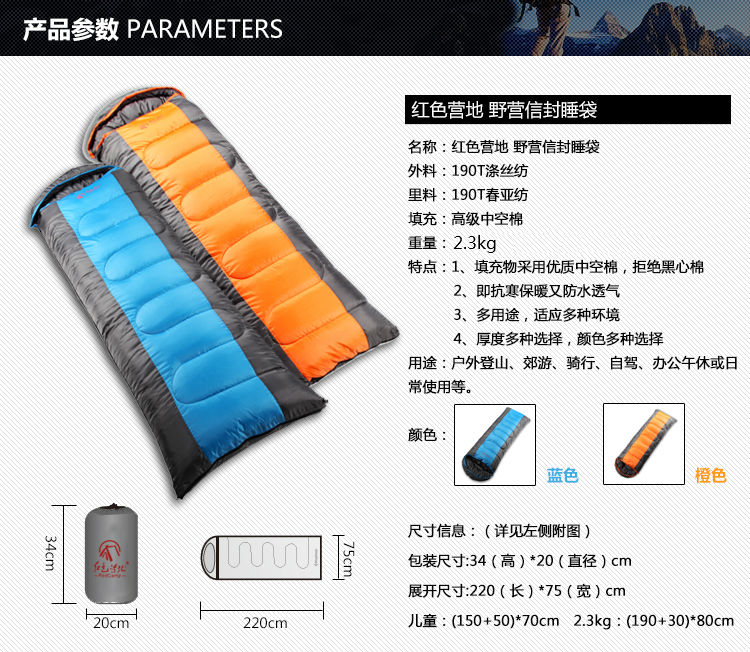 产品参数 PARAMETERS
红色营地 野营信封睡袋
名称：红色营地 野营信封睡袋
外料：190T涤丝纺
里料：190T春亚纺
填充：高级中空棉
重量：2.3kg
特点：1、填充物采用优质中空棉，拒绝黑心棉
2、即抗寒保暖又防水透气
3、多用途，适应多种环境
4、厚度多种选择，颜色多种选择
用途：户外登山、郊游、骑行、自驾、办公午休或日
常使用等。
颜色：
蓝色
橙色
34cm
红色营地
RedCamp
20cm
75cm
220cm
尺寸信息：（详见左侧附图）
包装尺寸:34（高）*20（直径）cm
展开尺寸:220（长）*75（宽）cm
儿童：(150+50)*70cm 2.3kg：(190+30)*80cm